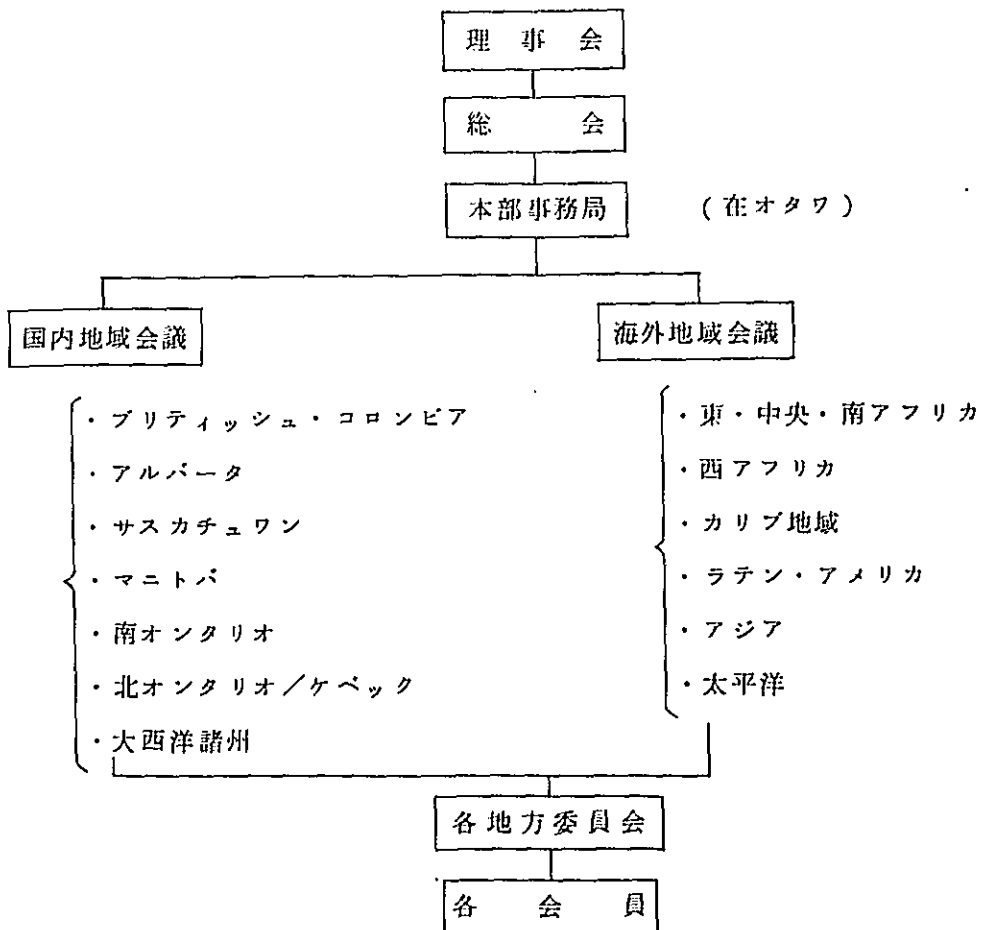 理事会
総会
本部事務局 (在オタワ)
国内地域会議
海外地域会議
・ブリティッシュ・コロンビア
・アルバータ
・サスカチュワン
・マニトバ
・南オンタリオ
・北オンタリオ/ケベック
・大西洋諸州
・東・中央・南アフリカ
・西アフリカ
・カリブ地域
・ラテン・アメリカ
・アジア
・太平洋
各地方委員会
各会員